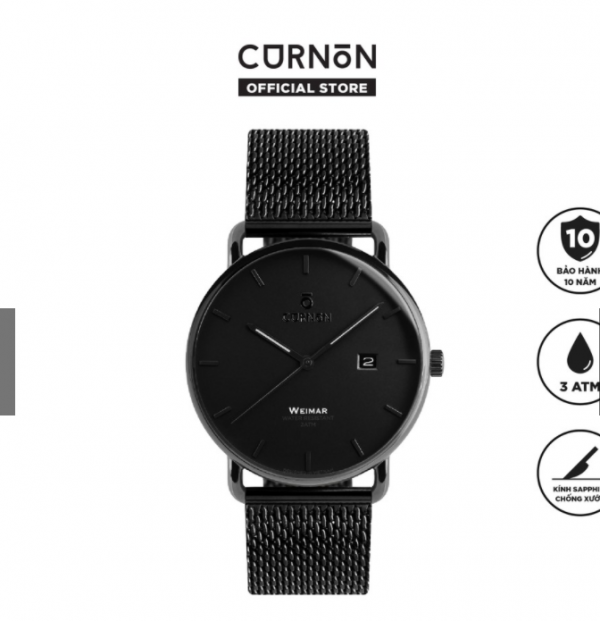 CURNON
OFFICIAL STORE
10
BẢO HÀNH
10 NĂM
CURNON
2
3 ATM
WEIMAR
KÍNH SAPPHI
CHỐNG XƯỚ